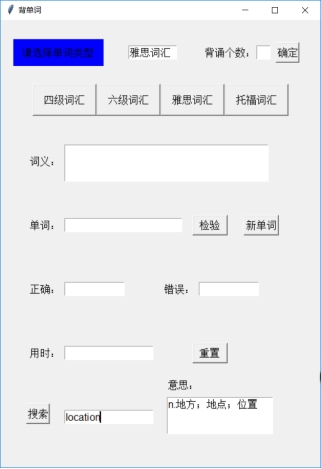 背单词
请选择单词类型 雅思词汇 背诵个数： 确定
四级词汇 六级词汇 雅思词汇 托福词汇
词义：
单词： 检验 新单词
正确： 错误：
用时： 重置
意思：
搜索 location n.地方；地点；位置